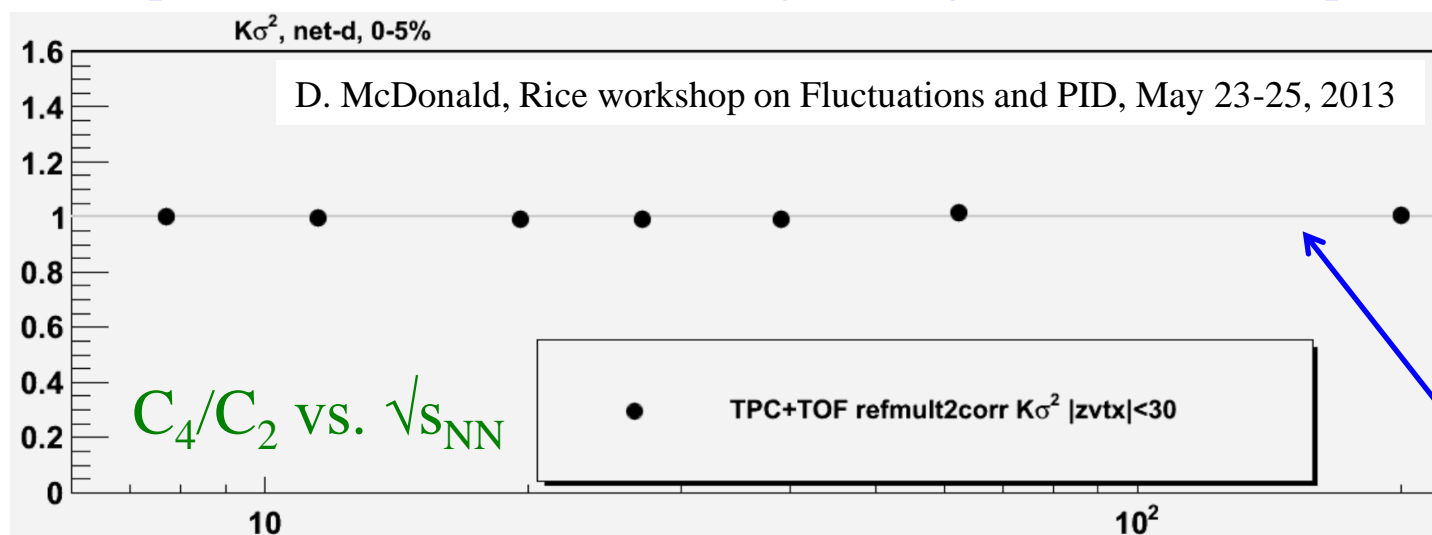 Kσ², net-d, 0-5%
1.6
D. McDonald, Rice workshop on Fluctuations and PID, May 23-25, 2013
1.4
1.2
1
0.8
0.6
0.4
C₄/C₂ vs. √s_NN
TPC+TOF refmult2corr Kσ² |zvtx|<30
0.2
0
10
10²